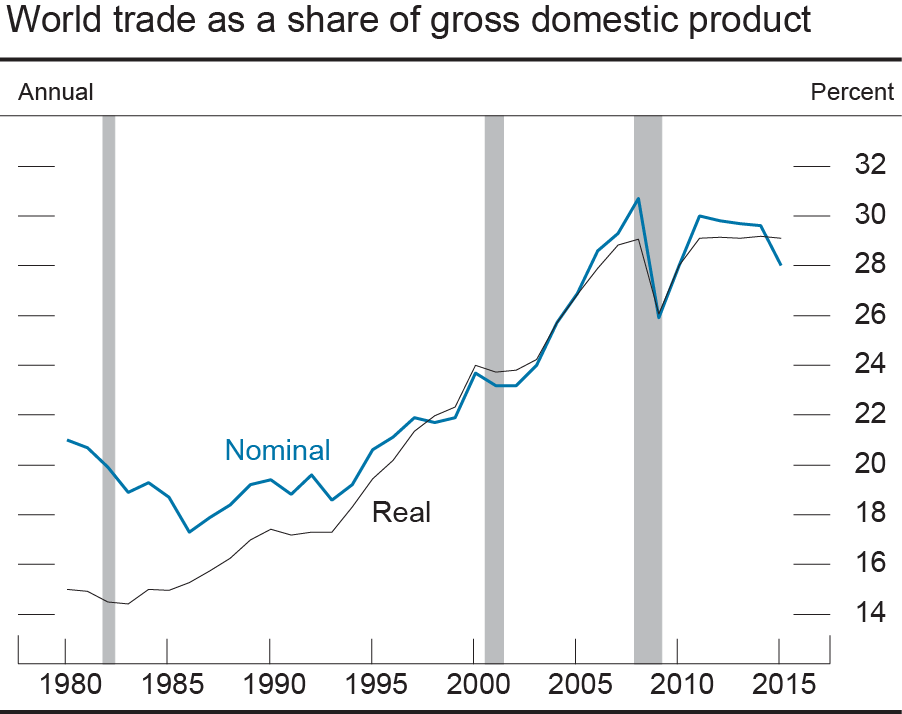 World trade as a share of gross domestic product
Annual Percent
32
30
28
26
24
22
Nominal
20
Real
18
16
14
1980 1985 1990 1995 2000 2005 2010 2015